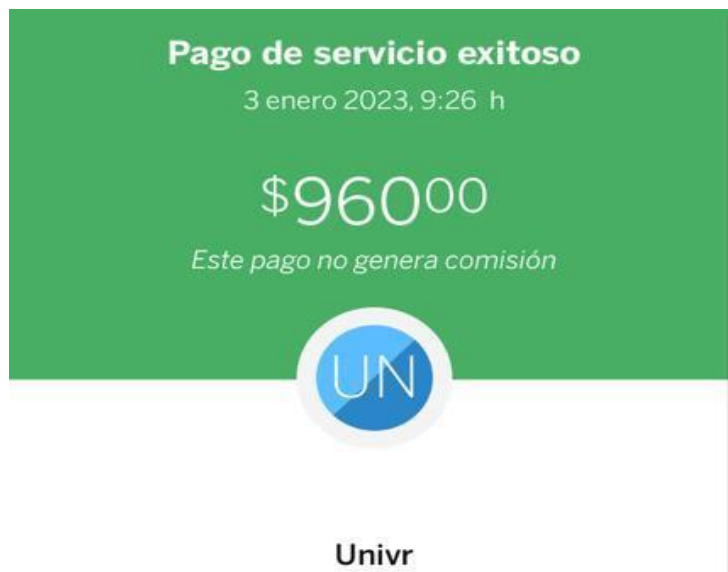 Pago de servicio exitoso
3 enero 2023, 9:26 h
$96000
Este pago no genera comisión
UN
Univr